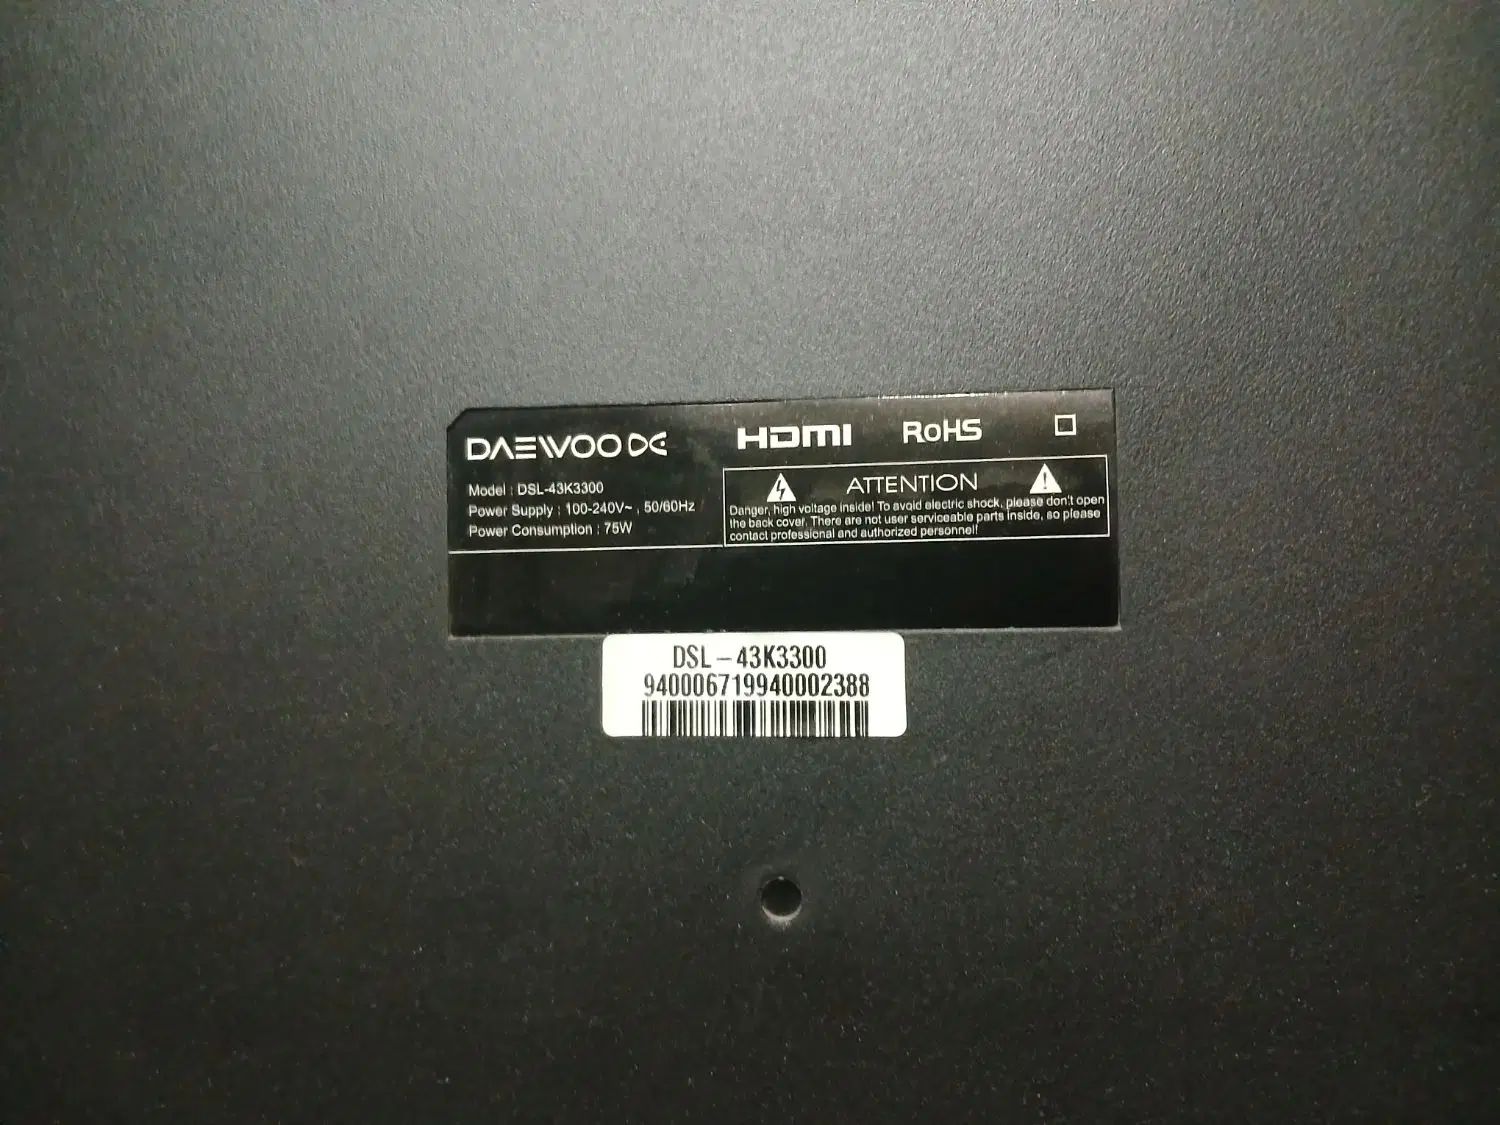 DAEWOO
HDMI
RoHS
Model : DSL-43K3300
Power Supply : 100-240V~ , 50/60Hz
Power Consumption : 75W
ATTENTION
Danger, high voltage inside! To avoid electric shock, please don't open
the back cover. There are not user serviceable parts inside, so please
contact professional and authorized personnel!
DSL-43K3300
940006719940002388